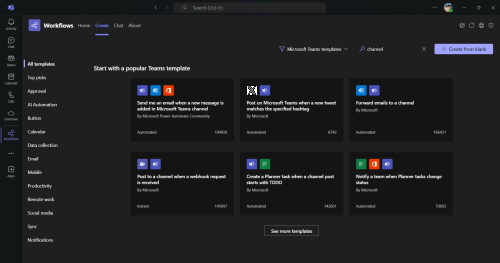 Search (Ctrl+E)
Workflows Home Create Chat About
Activity
Chat
Teams
Calendar
Calls
OneDrive
Workflows
Apps
Microsoft Teams templates
channel
Create from blank
All templates
Top picks
Approval
AI Automation
Button
Calendar
Data collection
Email
Mobile
Productivity
Remote work
Social media
Sync
Notifications
Start with a popular Teams template
Send me an email when a new message is
added in Microsoft Teams channel
By Microsoft Power Automate Community
Automated
Post on Microsoft Teams when a new tweet
matches the specified hashtag
By Microsoft
Automated 8742
Forward emails to a channel
By Microsoft
Automated
Post to a channel when a webhook request
is received
By Microsoft
Instant 145897
Create a Planner task when a channel post
starts with TODO
By Microsoft
Automated
Notify a team when Planner tasks change
status
By Microsoft
Automated
See more templates